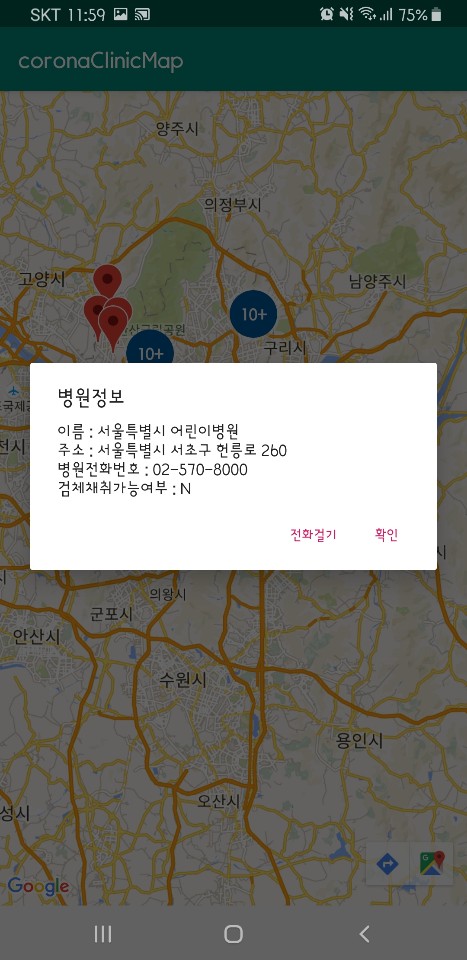 SKT 11:59 75%
coronaClinicMap
양주시
의정부시
고양시
남양주시
산국립공원
10+
10+
구리시
병원정보
이름 : 서울특별시 어린이병원
주소 : 서울특별시 서초구 헌릉로 260
병원전화번호 : 02-570-8000
검체채취가능여부 : N
전화걸기 확인
의왕시
군포시
안산시
수원시
용인시
오산시
성시
Google